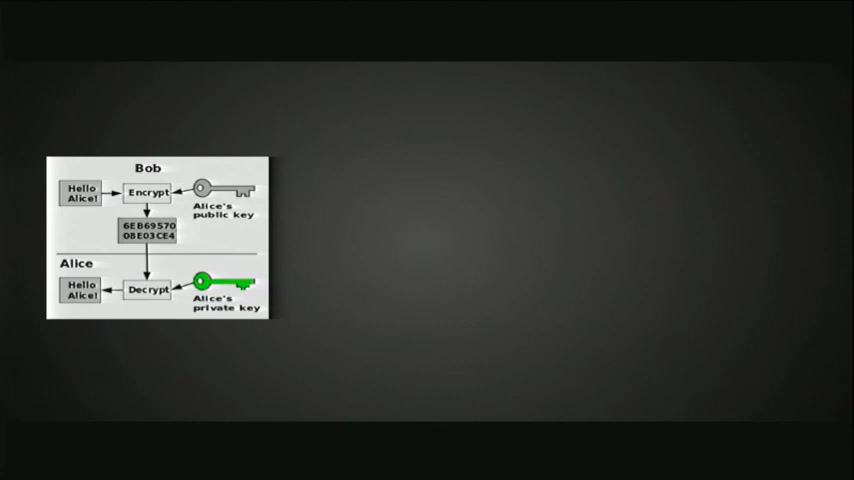 Bob
Hello
Alice!
Encrypt
Alice's
public key
6EB69570
08E03CE4
Alice
Hello
Alice!
Decrypt
Alice's
private key